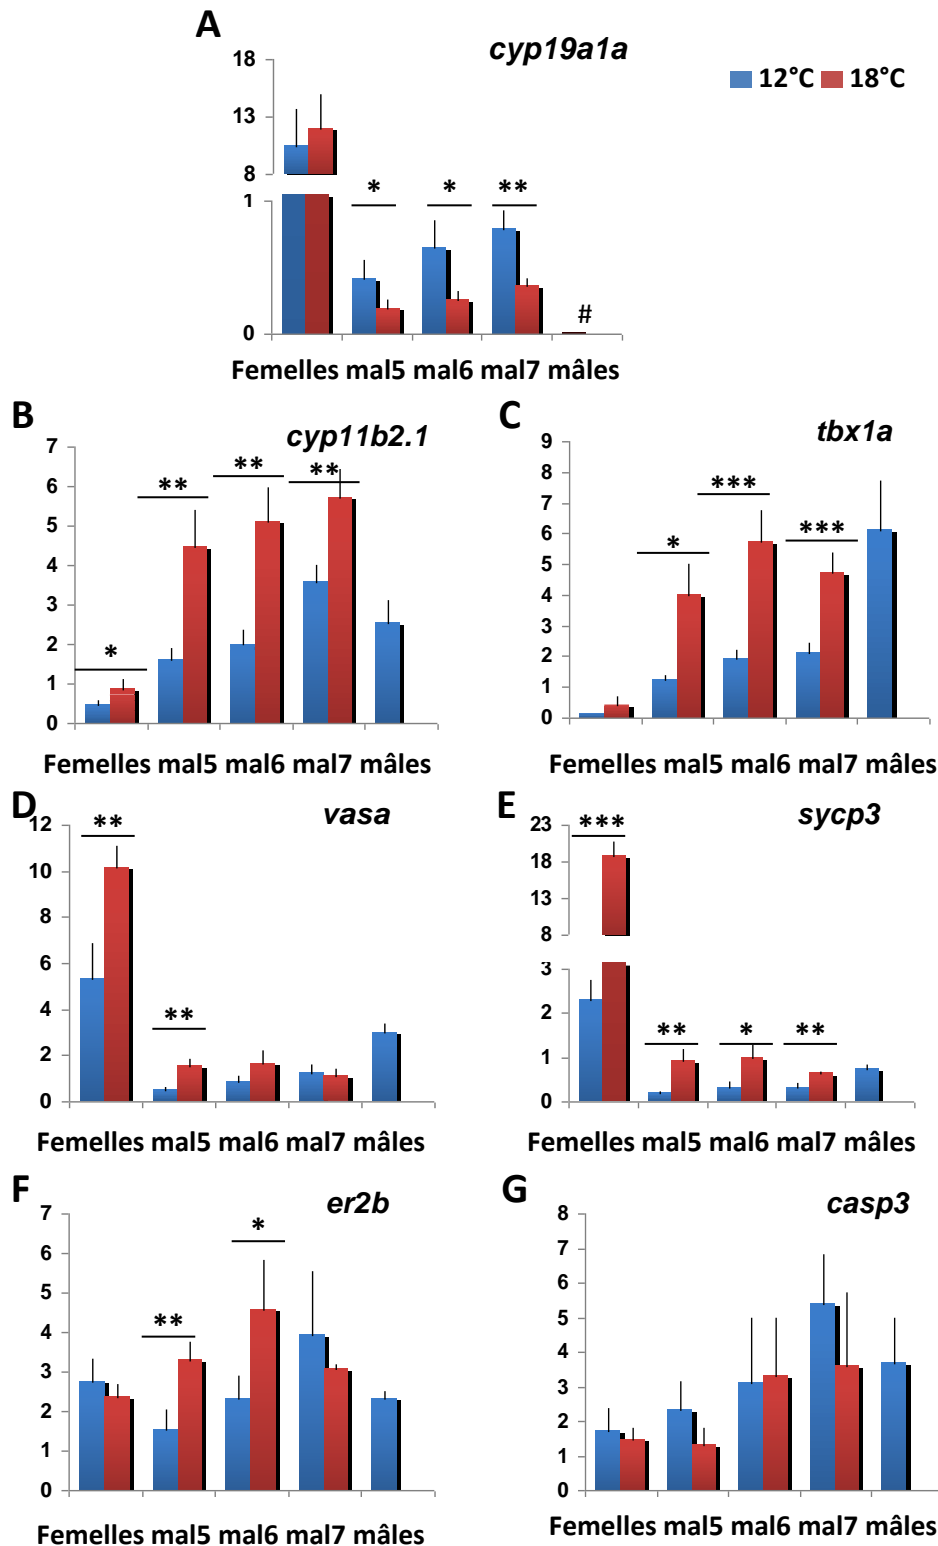 A
cyp19a1a
12°C 18°C
18
13
8
1
0
* * ** #
Femelles mal5 mal6 mal7 mâles
B
cyp11b2.1
7
6
5
4
3
2
1
0
* ** ** **
Femelles mal5 mal6 mal7 mâles
C
tbx1a
9
8
7
6
5
4
3
2
1
0
* *** ***
Femelles mal5 mal6 mal7 mâles
D
vasa
12
10
8
6
4
2
0
** **
Femelles mal5 mal6 mal7 mâles
E
sycp3
23
18
13
8
3
2
1
0
*** ** * **
Femelles mal5 mal6 mal7 mâles
F
er2b
7
6
5
4
3
2
1
0
** *
Femelles mal5 mal6 mal7 mâles
G
casp3
8
7
6
5
4
3
2
1
0
Femelles mal5 mal6 mal7 mâles